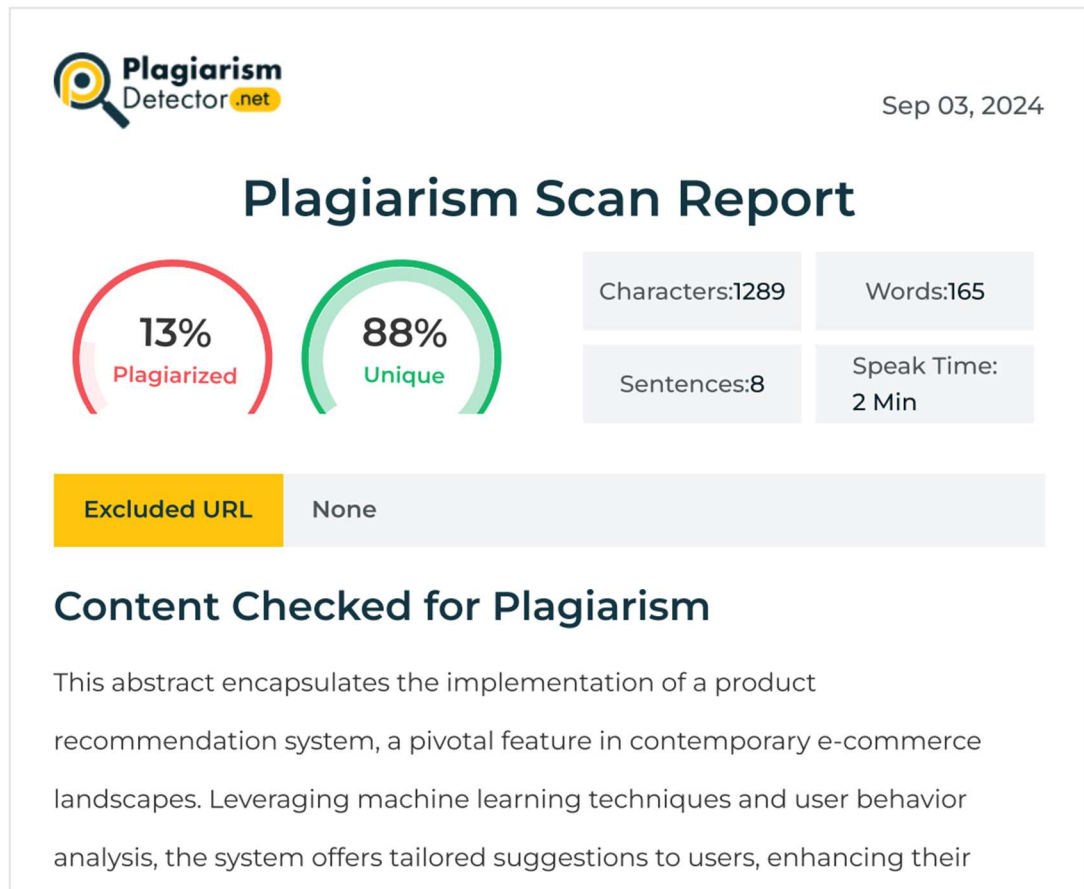 Plagiarism
Detector .net
Sep 03, 2024
Plagiarism Scan Report
13%
Plagiarized
88%
Unique
Characters:1289
Words:165
Sentences:8
Speak Time:
2 Min
Excluded URL
None
Content Checked for Plagiarism
This abstract encapsulates the implementation of a product
recommendation system, a pivotal feature in contemporary e-commerce
landscapes. Leveraging machine learning techniques and user behavior
analysis, the system offers tailored suggestions to users, enhancing their